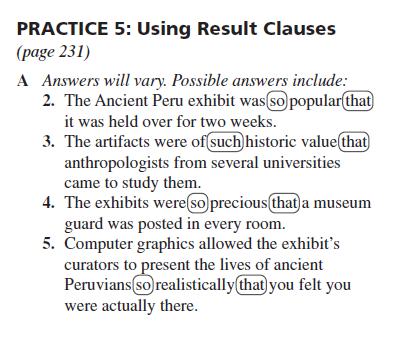 PRACTICE 5: Using Result Clauses
(page 231)
A Answers will vary. Possible answers include:
2. The Ancient Peru exhibit was so popular that
it was held over for two weeks.
3. The artifacts were of such historic value that
anthropologists from several universities
came to study them.
4. The exhibits were so precious that a museum
guard was posted in every room.
5. Computer graphics allowed the exhibit's
curators to present the lives of ancient
Peruvians so realistically that you felt you
were actually there.